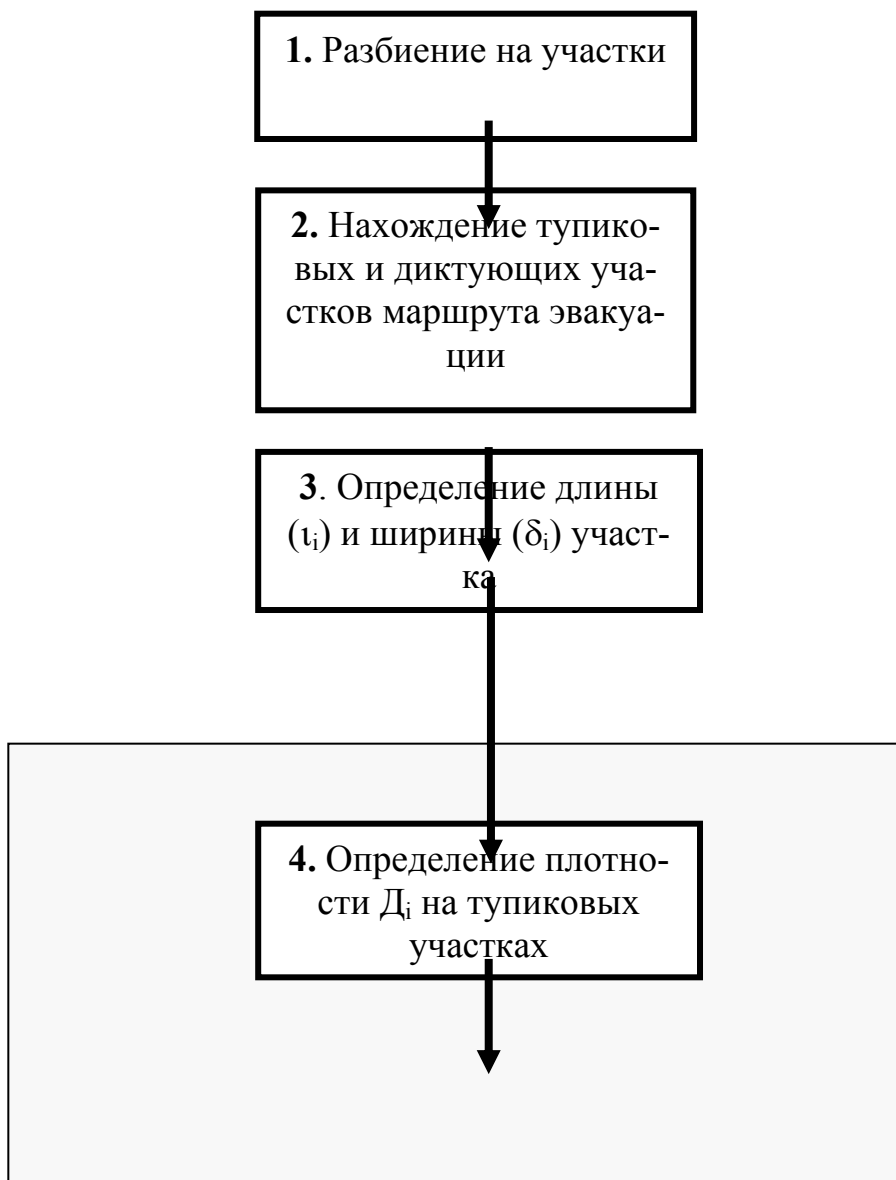 1. Разбиение на участки
2. Нахождение тупико-
вых и диктующих уча-
стков маршрута эвакуа-
ции
3. Определение длины
(ιᵢ) и ширины (δᵢ) участ-
ка
4. Определение плотно-
сти Дᵢ на тупиковых
участках